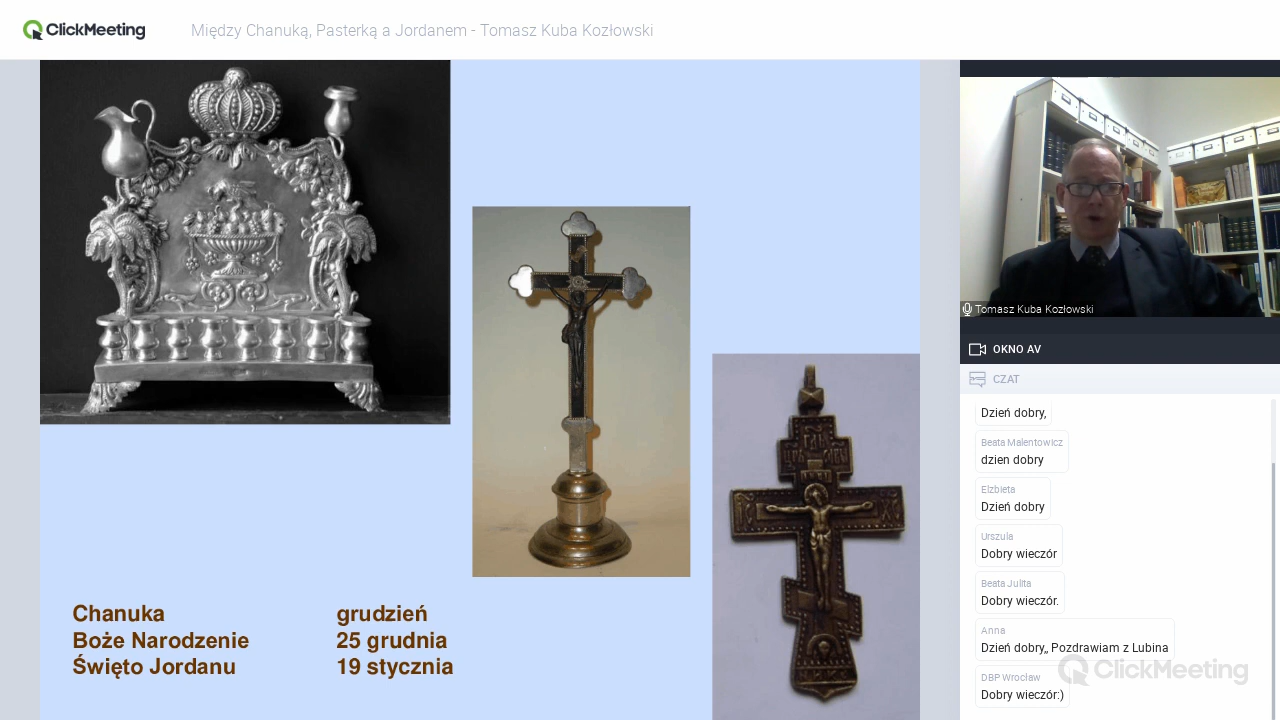 ClickMeeting
Między Chanuką, Pasterką a Jordanem - Tomasz Kuba Kozłowski
Chanuka grudzień
Boże Narodzenie 25 grudnia
Święto Jordanu 19 stycznia
Tomasz Kuba Kozłowski
OKNO AV
CZAT
Dzień dobry,
Beata Malentowicz
dzien dobry
Elzbieta
Dzień dobry
Urszula
Dobry wieczór
Beata Julita
Dobry wieczór.
Anna
Dzień dobry,, Pozdrawiam z Lubina
ClickMeeting
DBP Wrocław
Dobry wieczór:)